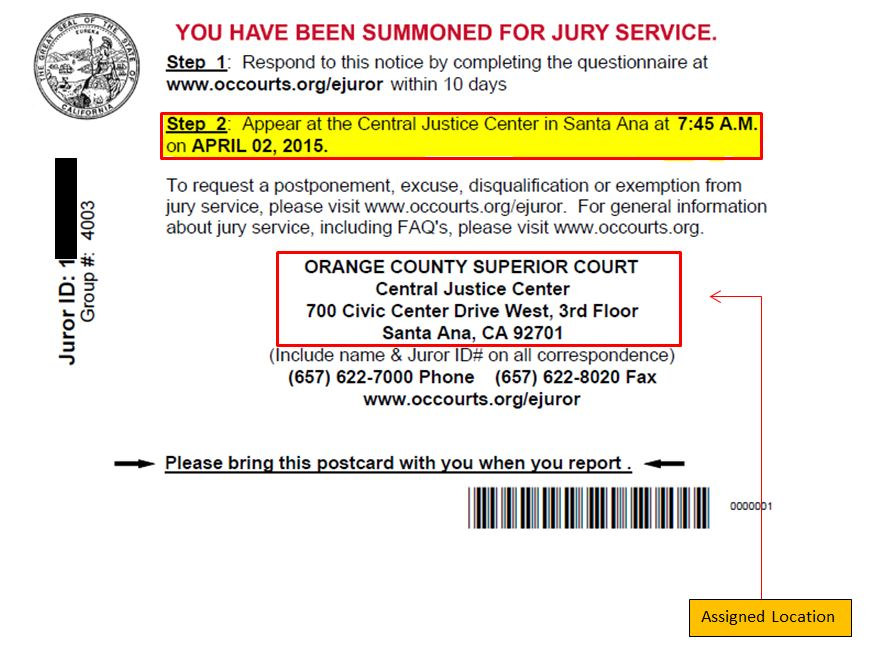 YOU HAVE BEEN SUMMONED FOR JURY SERVICE.
Step 1: Respond to this notice by completing the questionnaire at
www.occourts.org/ejuror within 10 days
Step 2: Appear at the Central Justice Center in Santa Ana at 7:45 A.M.
on APRIL 02, 2015.
To request a postponement, excuse, disqualification or exemption from
jury service, please visit www.occourts.org/ejuror. For general information
about jury service, including FAQ's, please visit www.occourts.org.
ORANGE COUNTY SUPERIOR COURT
Central Justice Center
700 Civic Center Drive West, 3rd Floor
Santa Ana, CA 92701
(Include name & Juror ID# on all correspondence)
(657) 622-7000 Phone (657) 622-8020 Fax
www.occourts.org/ejuror
Please bring this postcard with you when you report .
0000001
Juror ID: 1
Group #: 4003
THE GREAT SEAL OF THE STATE OF CALIFORNIA
EUREKA
Assigned Location